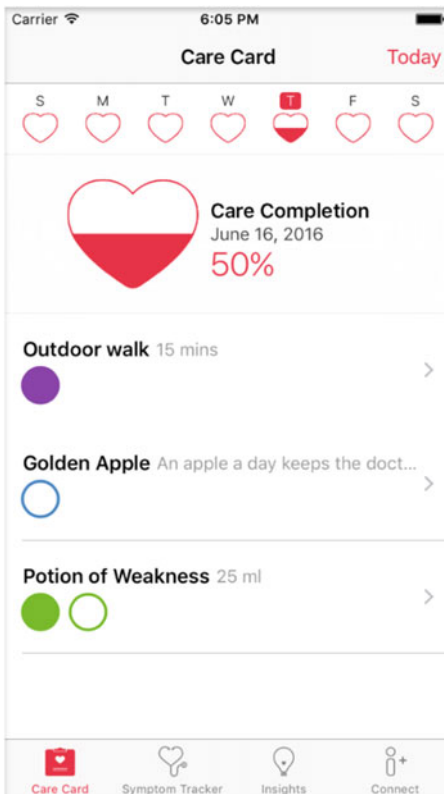 Carrier 6:05 PM
Care Card Today
S M T W T F S
Care Completion
June 16, 2016
50%
Outdoor walk 15 mins
Golden Apple An apple a day keeps the doct...
Potion of Weakness 25 ml
Care Card Symptom Tracker Insights Connect